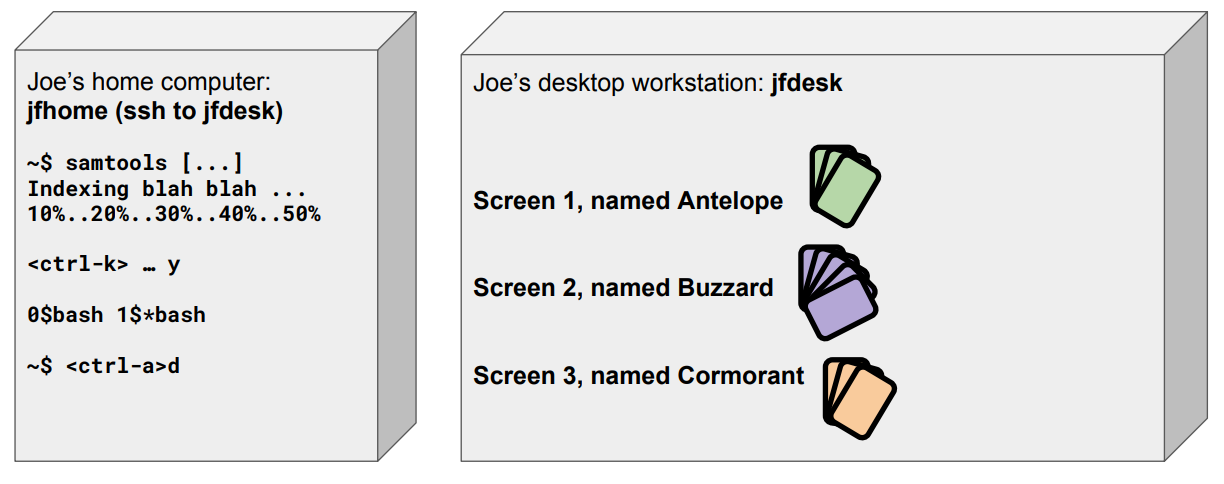 Joe’s home computer:
jfhome (ssh to jfdesk)
~$ samtools [...]
Indexing blah blah ...
10%..20%..30%..40%..50%
<ctrl-k> … y
0$bash 1$*bash
~$ <ctrl-a>d
Joe’s desktop workstation: jfdesk
Screen 1, named Antelope
Screen 2, named Buzzard
Screen 3, named Cormorant